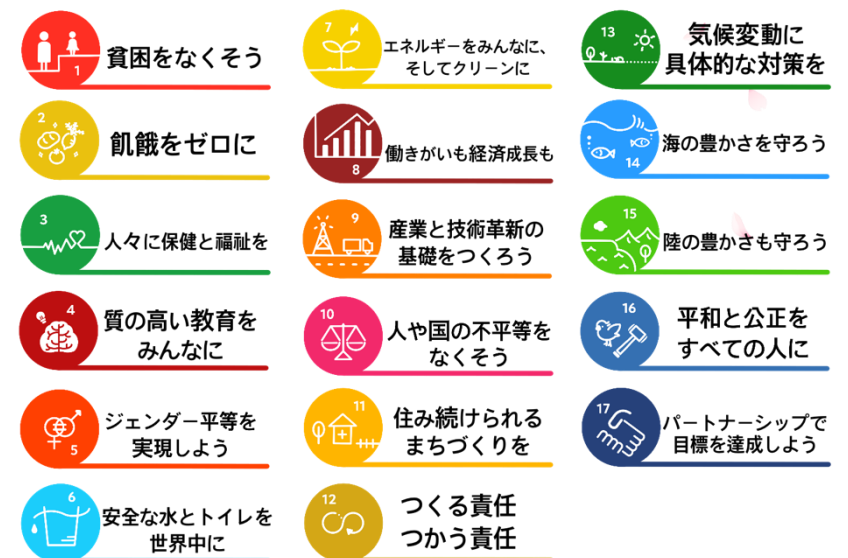 1
貧困をなくそう
2
飢餓をゼロに
3
人々に保健と福祉を
4
質の高い教育を
みんなに
5
ジェンダー平等を
実現しよう
6
安全な水とトイレを
世界中に
7
エネルギーをみんなに、
そしてクリーンに
8
働きがいも経済成長も
9
産業と技術革新の
基礎をつくろう
10
人や国の不平等を
なくそう
11
住み続けられる
まちづくりを
12
つくる責任
つかう責任
13
気候変動に
具体的な対策を
14
海の豊かさを守ろう
15
陸の豊かさも守ろう
16
平和と公正を
すべての人に
17
パートナーシップで
目標を達成しよう